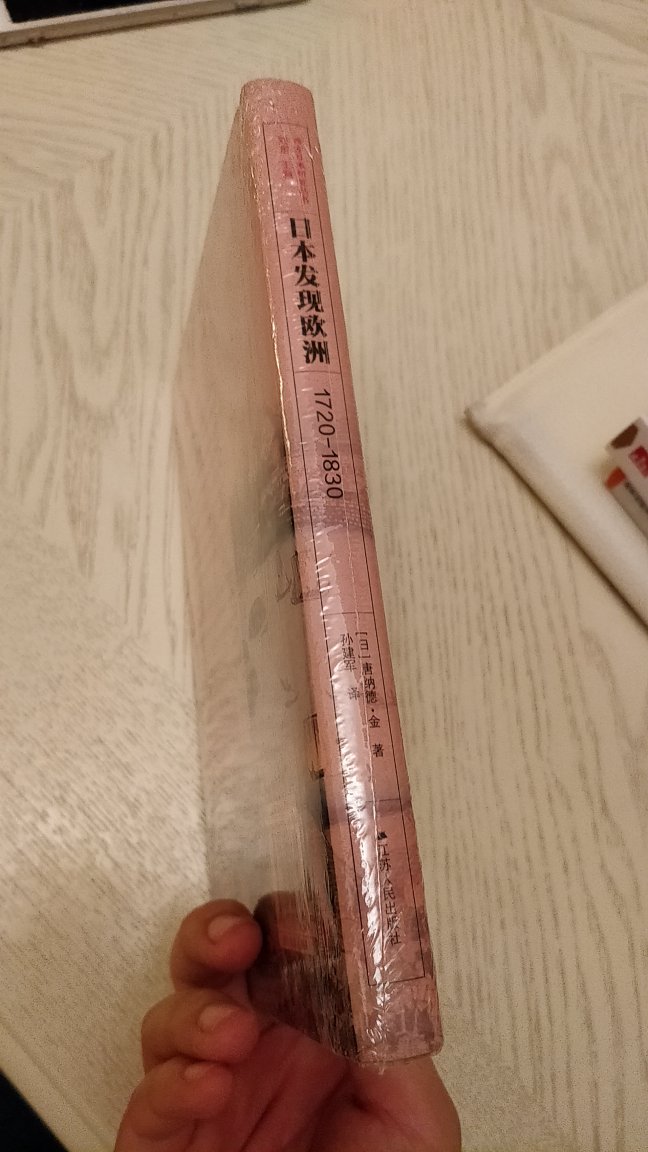 日本发现欧洲
1720-1830
[日]唐纳德·金 著
孙建军 译
江苏人民出版社